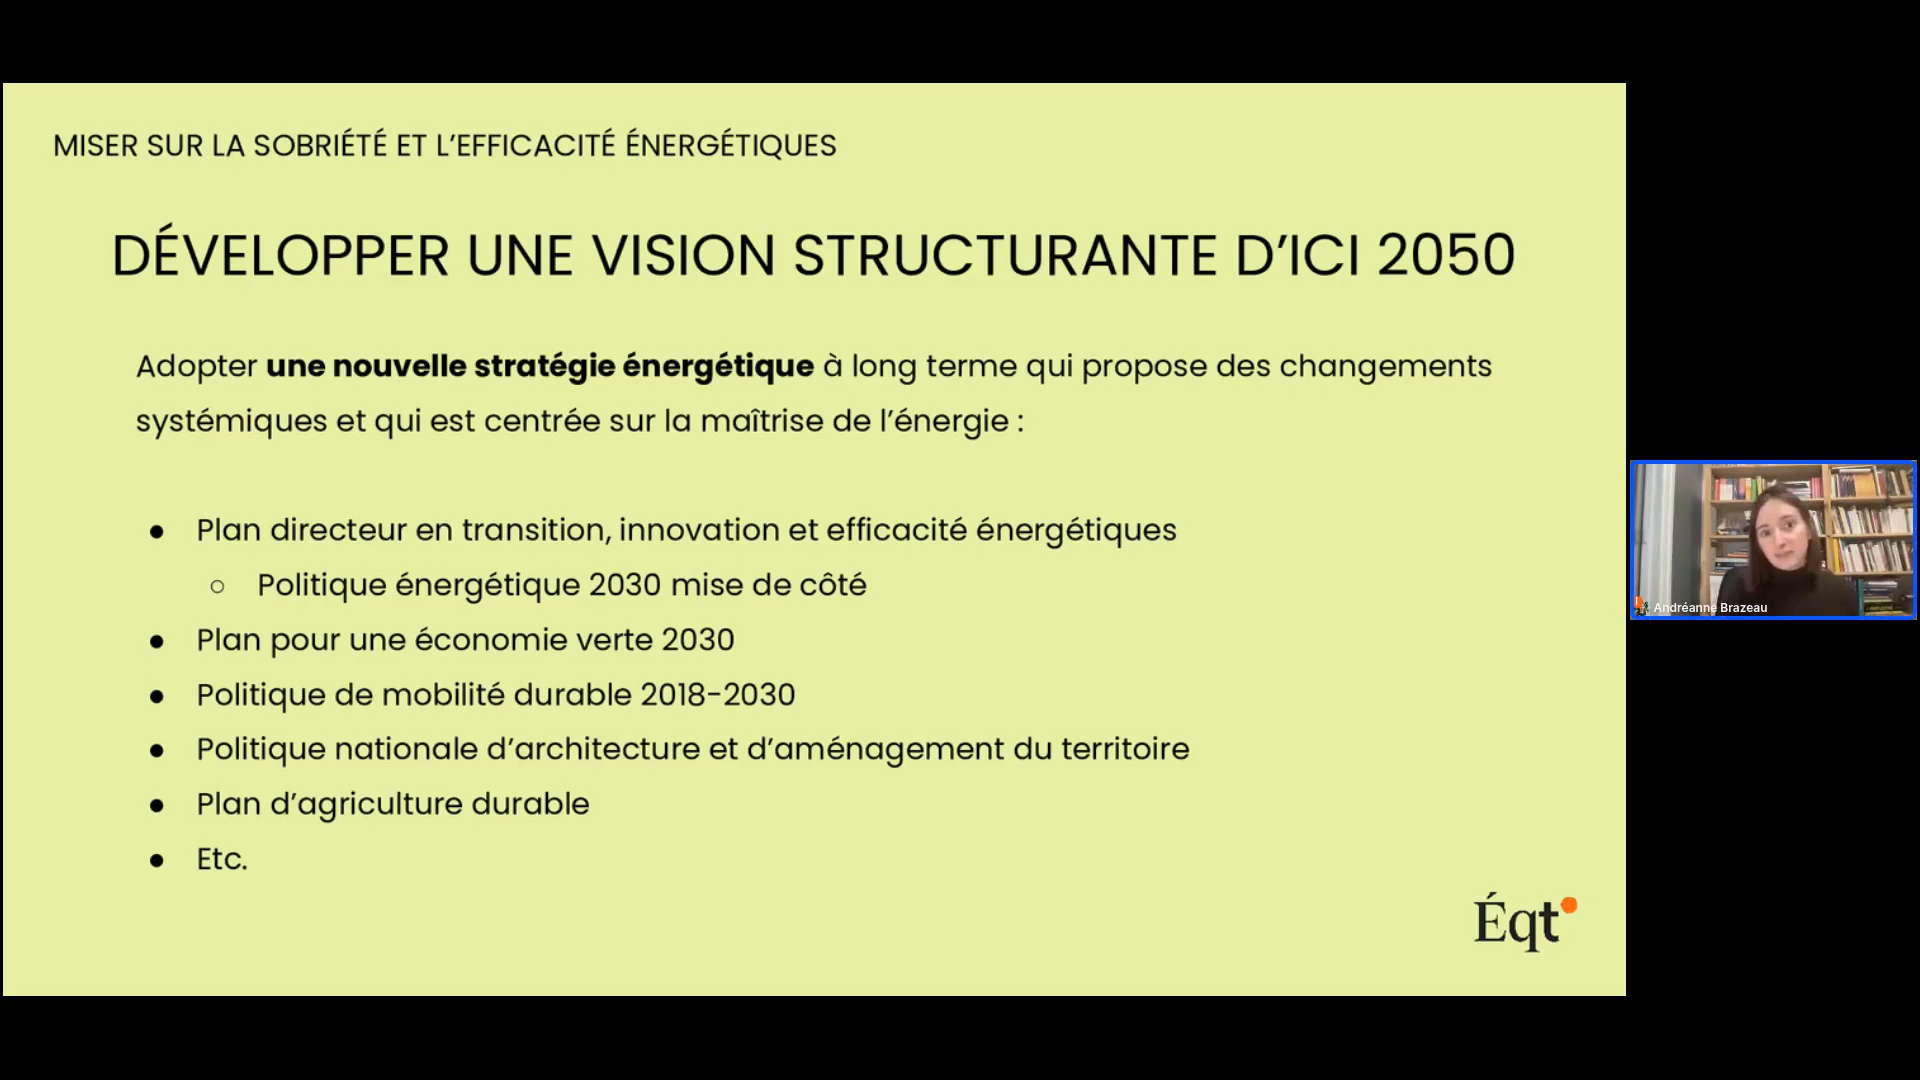 MISER SUR LA SOBRIÉTÉ ET L’EFFICACITÉ ÉNERGÉTIQUES
DÉVELOPPER UNE VISION STRUCTURANTE D’ICI 2050
Adopter une nouvelle stratégie énergétique à long terme qui propose des changements
systémiques et qui est centrée sur la maîtrise de l’énergie :
● Plan directeur en transition, innovation et efficacité énergétiques
○ Politique énergétique 2030 mise de côté
● Plan pour une économie verte 2030
● Politique de mobilité durable 2018-2030
● Politique nationale d’architecture et d’aménagement du territoire
● Plan d’agriculture durable
● Etc.
Éqt
Andréanne Brazeau